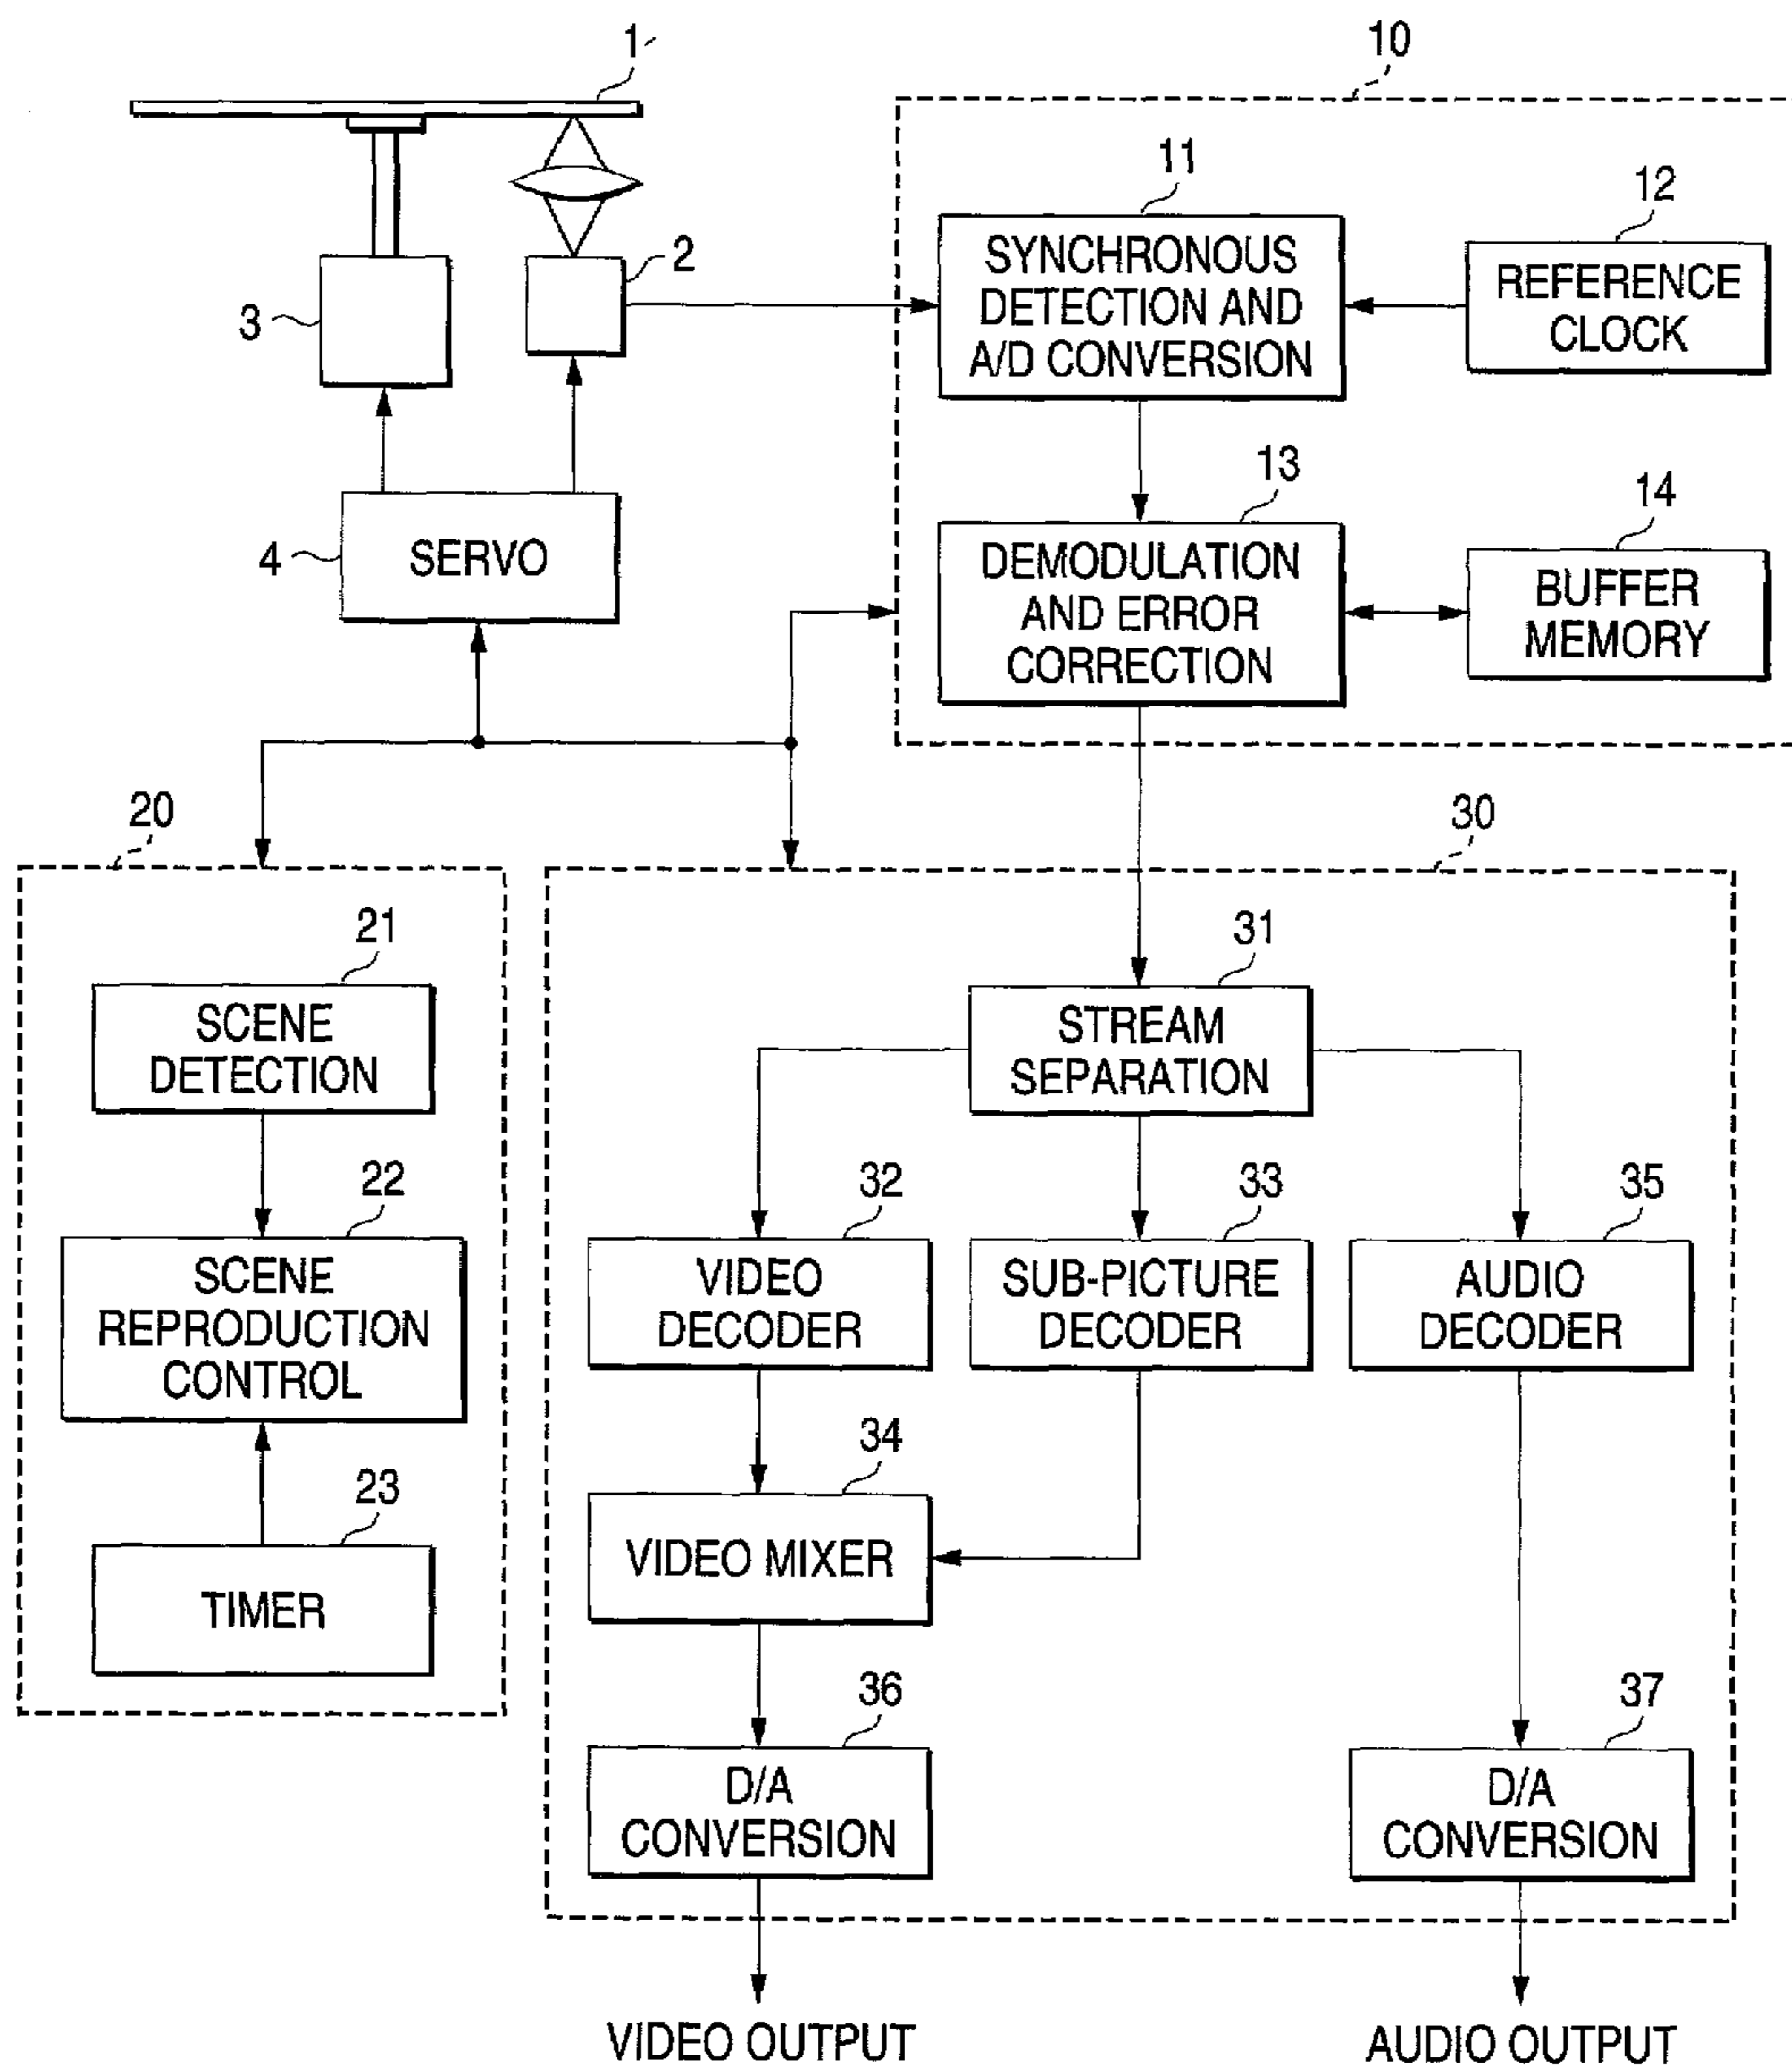 1
10
11
12
SYNCHRONOUS
DETECTION AND
A/D CONVERSION
REFERENCE
CLOCK
2
3
13
14
4
SERVO
DEMODULATION
AND ERROR
CORRECTION
BUFFER
MEMORY
20
30
21
SCENE
DETECTION
22
SCENE
REPRODUCTION
CONTROL
23
TIMER
31
STREAM
SEPARATION
32
33
35
VIDEO
DECODER
SUB-PICTURE
DECODER
AUDIO
DECODER
34
VIDEO MIXER
36
37
D/A
CONVERSION
D/A
CONVERSION
VIDEO OUTPUT
AUDIO OUTPUT